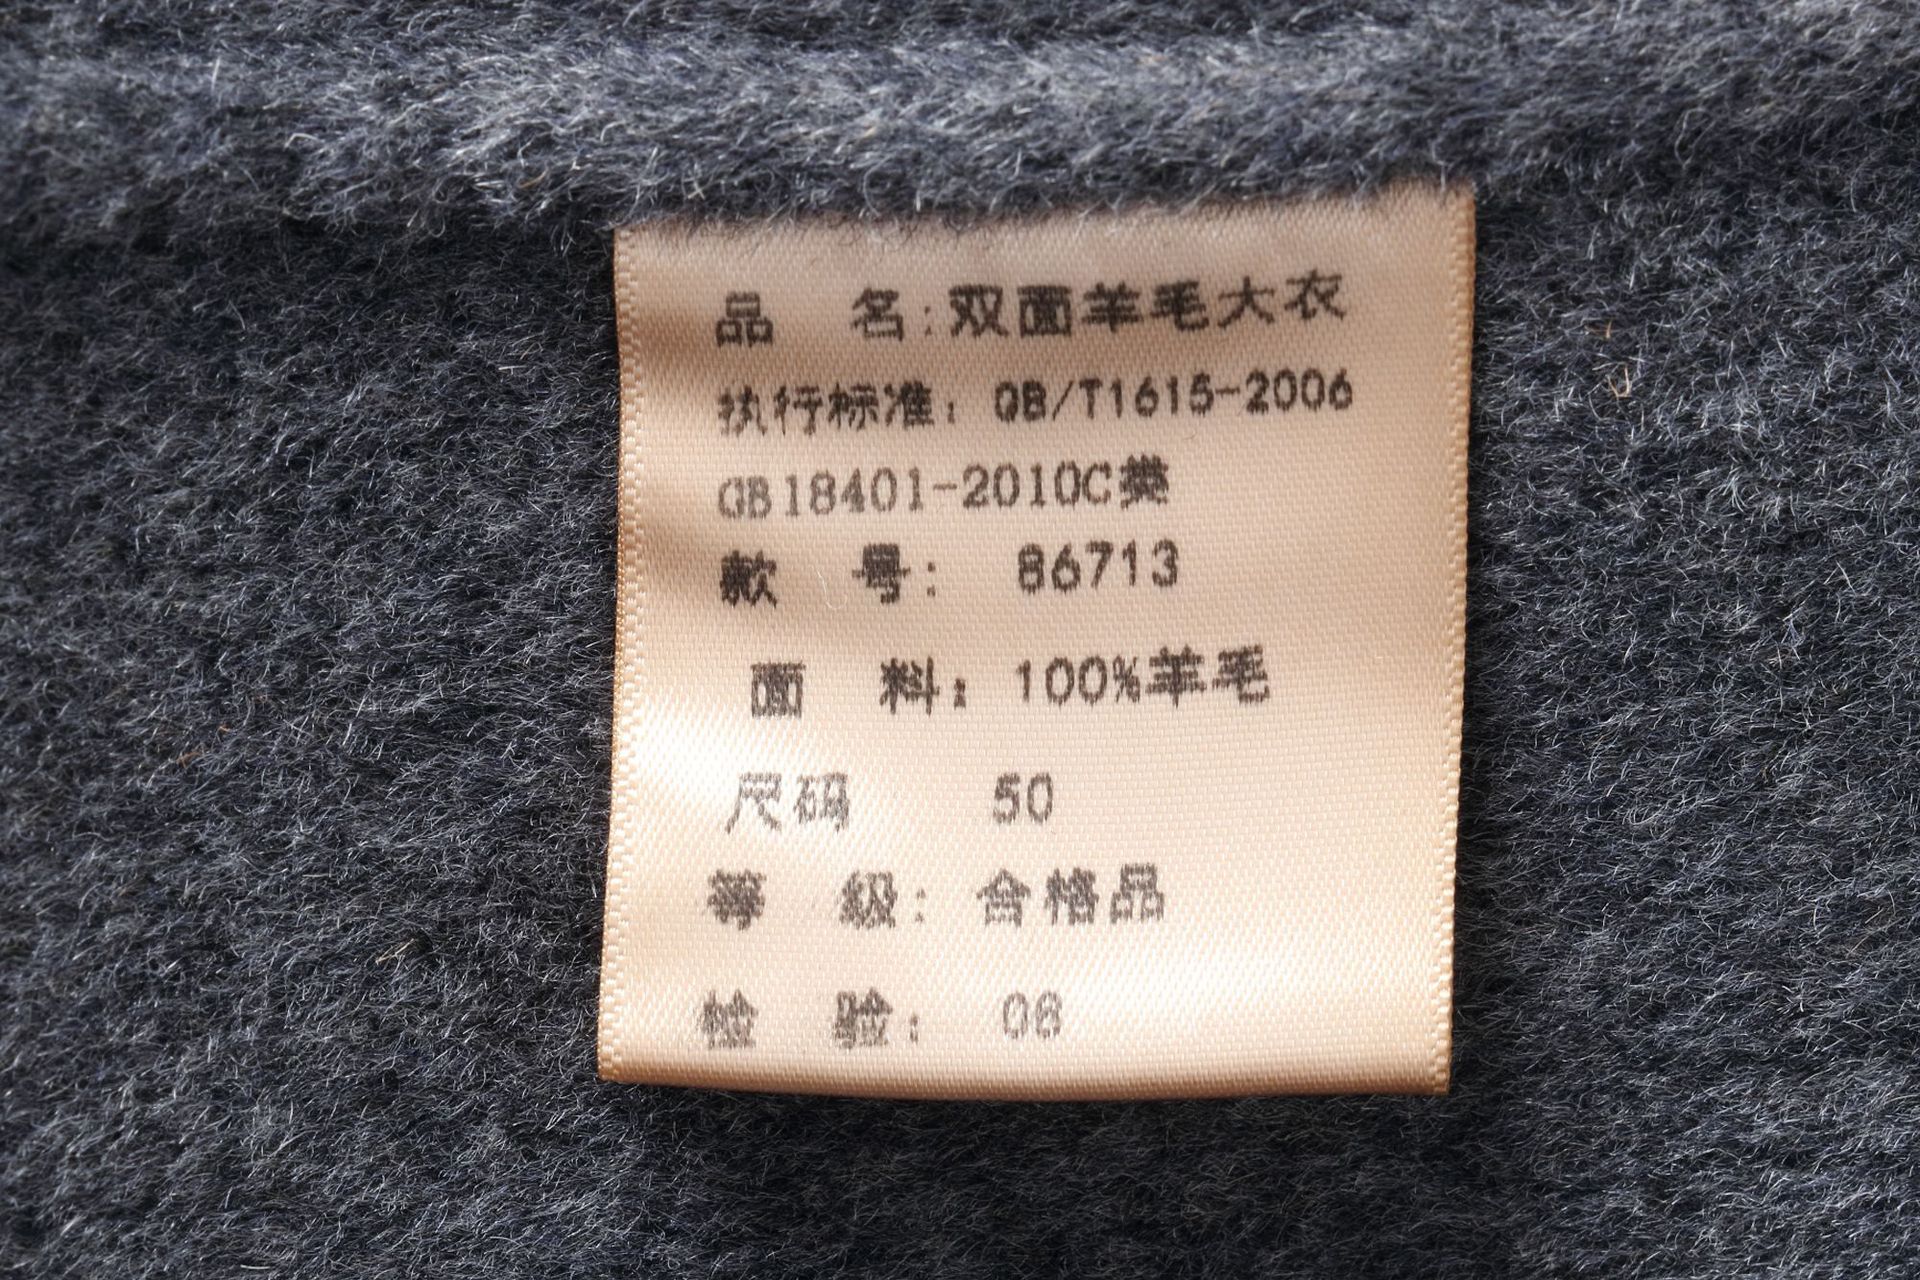 品 名:双面羊毛大衣
执行标准: QB/T1615-2006
GB18401-2010C类
款 号: 86713
面 料: 100%羊毛
尺码 50
等 级: 合格品
检 验: 06